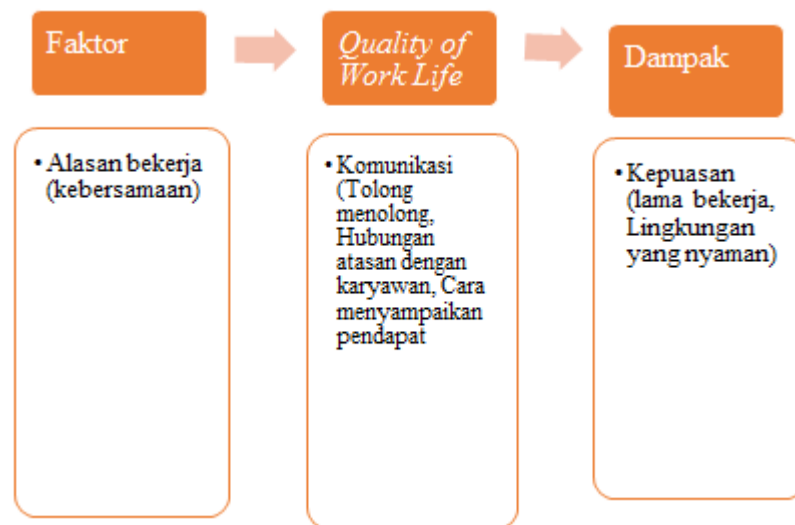 Faktor
Quality of
Work Life
Dampak
• Alasan bekerja
(kebersamaan)
• Komunikasi
(Tolong
menolong,
Hubungan
atasan dengan
karyawan, Cara
menyampaikan
pendapat
• Kepuasan
(lama bekerja,
Lingkungan
yang nyaman)